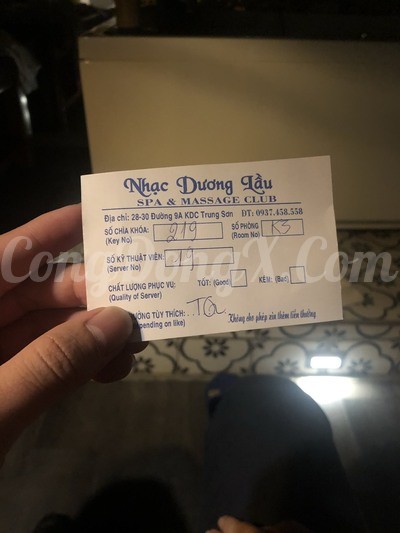 Nhạc Dương Lầu
SPA & MASSAGE CLUB
Địa chỉ: 28-30 Đường 9A KDC Trung Sơn ĐT: 0937.458.558
SỐ CHÌA KHÓA: 219 SỐ PHÒNG K3
(Key No) (Room No)
SỐ KỸ THUẬT VIÊN:
(Server No)
CongDongX.Com
CHẤT LƯỢNG PHỤC VỤ: TỐT: (Good) KÉM: (Bad)
(Quality of Server)
ƯỞNG TÙY THÍCH:
pending on like) Không cho phép xin thêm tiền thưởng